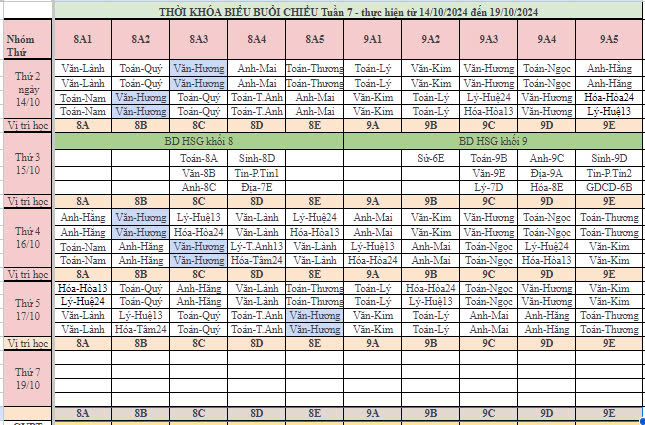 THỜI KHÓA BIỂU BUỔI CHIỀU Tuần 7 - thực hiện từ 14/10/2024 đến 19/10/2024
Nhóm Thứ 8A1 8A2 8A3 8A4 8A5 9A1 9A2 9A3 9A4 9A5
Thứ 2 ngày 14/10
Văn-Lành Toán-Quý Văn-Hương Anh-Mai Toán-Thương Toán-Lý Văn-Kim Văn-Hương Toán-Ngọc Anh-Hằng
Văn-Lành Toán-Quý Văn-Hương Anh-Mai Toán-Thương Toán-Lý Văn-Kim Văn-Hương Toán-Ngọc Anh-Hằng
Toán-Nam Văn-Hương Toán-Quý Toán-T.Anh Anh-Mai Văn-Kim Toán-Lý Lý-Huệ24 Văn-Hương Hóa-Hòa24
Toán-Nam Văn-Hương Toán-Quý Toán-T.Anh Anh-Mai Văn-Kim Toán-Lý Hóa-Hòa13 Văn-Hương Lý-Huệ13
Vị trí học 8A 8B 8C 8D 8E 9A 9B 9C 9D 9E
Thứ 3 15/10
BD HSG khối 8 BD HSG khối 9
Toán-8A Sinh-8D Sử-6E Toán-9B Anh-9C Sinh-9D
Văn-8B Tin-P.Tin1 Văn-9E Địa-9A Tin-P.Tin2
Anh-8C Địa-7E Lý-7D Hóa-8E GDCD-6B
Vị trí học 8A 8B 8C 8D 8E 9A 9B 9C 9D 9E
Thứ 4 16/10
Anh-Hằng Văn-Hương Lý-Huệ13 Văn-Lành Lý-Huệ24 Anh-Mai Văn-Kim Văn-Hương Toán-Ngọc Toán-Thương
Anh-Hằng Văn-Hương Hóa-Hòa24 Văn-Lành Hóa-Hòa13 Anh-Mai Văn-Kim Văn-Hương Toán-Ngọc Toán-Thương
Toán-Nam Anh-Hằng Văn-Hương Lý-T.Anh13 Văn-Lành Lý-Huệ13 Anh-Mai Toán-Ngọc Lý-Huệ24 Văn-Kim
Toán-Nam Anh-Hằng Văn-Hương Hóa-Tâm24 Văn-Lành Hóa-Hòa24 Anh-Mai Toán-Ngọc Hóa-Hòa13 Văn-Kim
Vị trí học 8A 8B 8C 8D 8E 9A 9B 9C 9D 9E
Thứ 5 17/10
Hóa-Hòa13 Toán-Quý Anh-Hăng Văn-Lành Toán-Thương Toán-Lý Hóa-Hòa24 Toán-Ngọc Văn-Hương Văn-Kim
Lý-Huệ24 Toán-Quý Anh-Hăng Văn-Lành Toán-Thương Toán-Lý Lý-Huệ13 Toán-Ngọc Văn-Hương Văn-Kim
Văn-Lành Lý-Huệ13 Toán-Quý Toán-T.Anh Văn-Hương Văn-Kim Toán-Lý Anh-Mai Anh-Hằng Toán-Thương
Văn-Lành Hóa-Tâm24 Toán-Quý Toán-T.Anh Văn-Hương Văn-Kim Toán-Lý Anh-Mai Anh-Hằng Toán-Thương
Vị trí học 8A 8B 8C 8D 8E 9A 9B 9C 9D 9E
Thứ 7 19/10
8A 8B 8C 8D 8E 9A 9B 9C 9D 9E